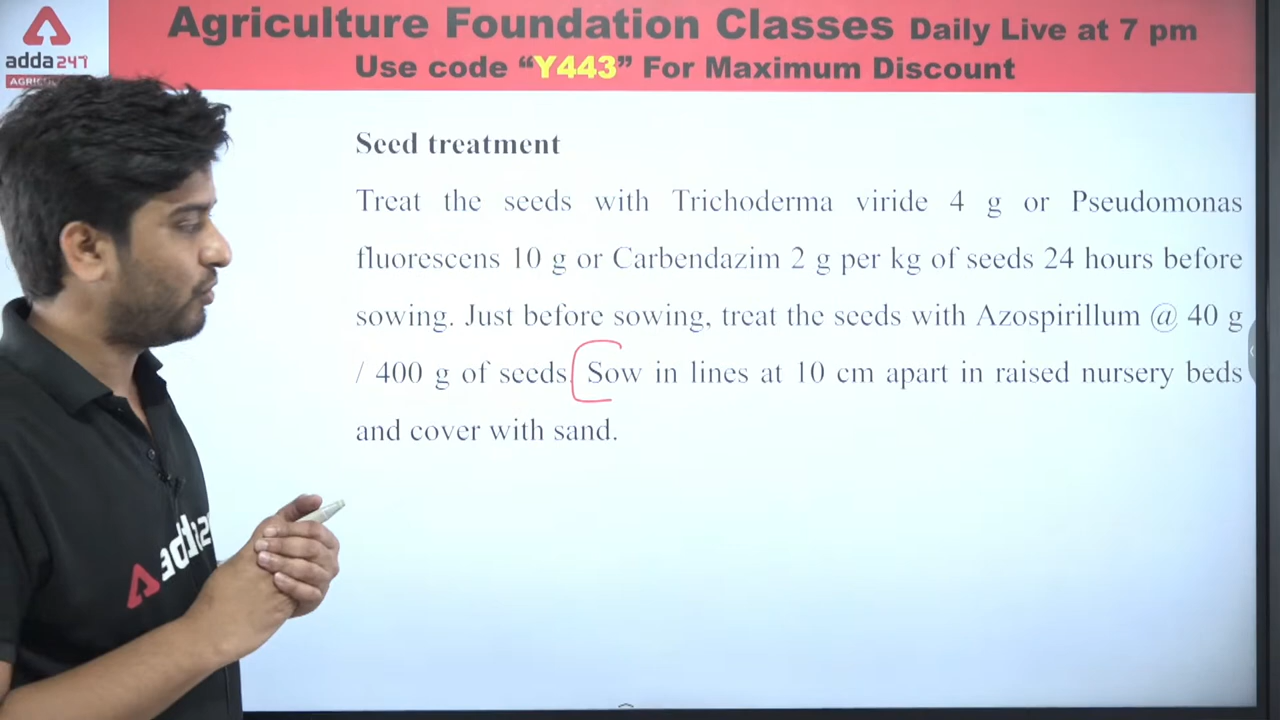 Agriculture Foundation Classes Daily Live at 7 pm
Use code “Y443” For Maximum Discount
adda247
Seed treatment
Treat the seeds with Trichoderma viride 4 g or Pseudomonas
fluorescens 10 g or Carbendazim 2 g per kg of seeds 24 hours before
sowing. Just before sowing, treat the seeds with Azospirillum @ 40 g
/ 400 g of seeds. Sow in lines at 10 cm apart in raised nursery beds
and cover with sand.